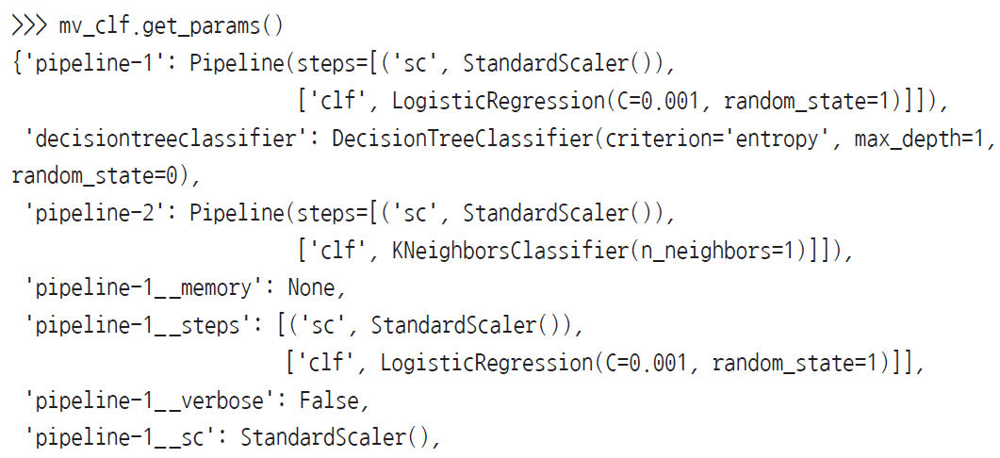 >>> mv_clf.get_params()
{'pipeline-1': Pipeline(steps=[('sc', StandardScaler()),
['clf', LogisticRegression(C=0.001, random_state=1)]]),
'decisiontreeclassifier': DecisionTreeClassifier(criterion='entropy', max_depth=1,
random_state=0),
'pipeline-2': Pipeline(steps=[('sc', StandardScaler()),
['clf', KNeighborsClassifier(n_neighbors=1)]]),
'pipeline-1__memory': None,
'pipeline-1__steps': [('sc', StandardScaler()),
['clf', LogisticRegression(C=0.001, random_state=1)]],
'pipeline-1__verbose': False,
'pipeline-1__sc': StandardScaler(),